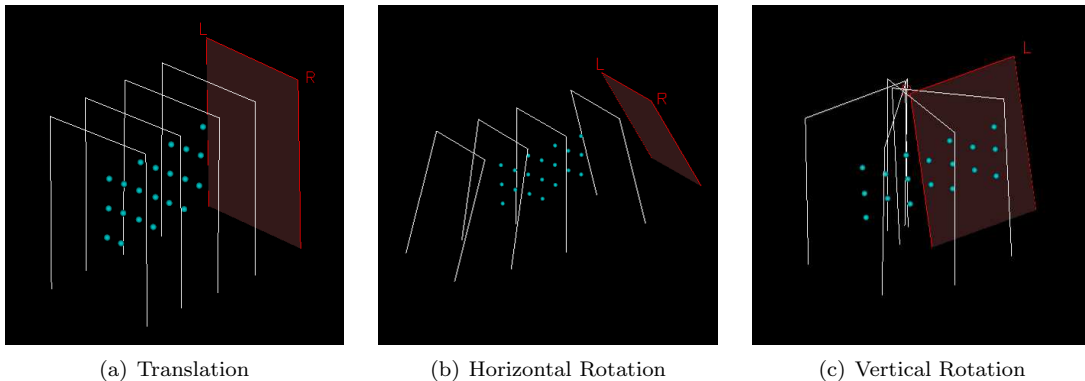 L
R
L
R
L
(a) Translation
(b) Horizontal Rotation
(c) Vertical Rotation